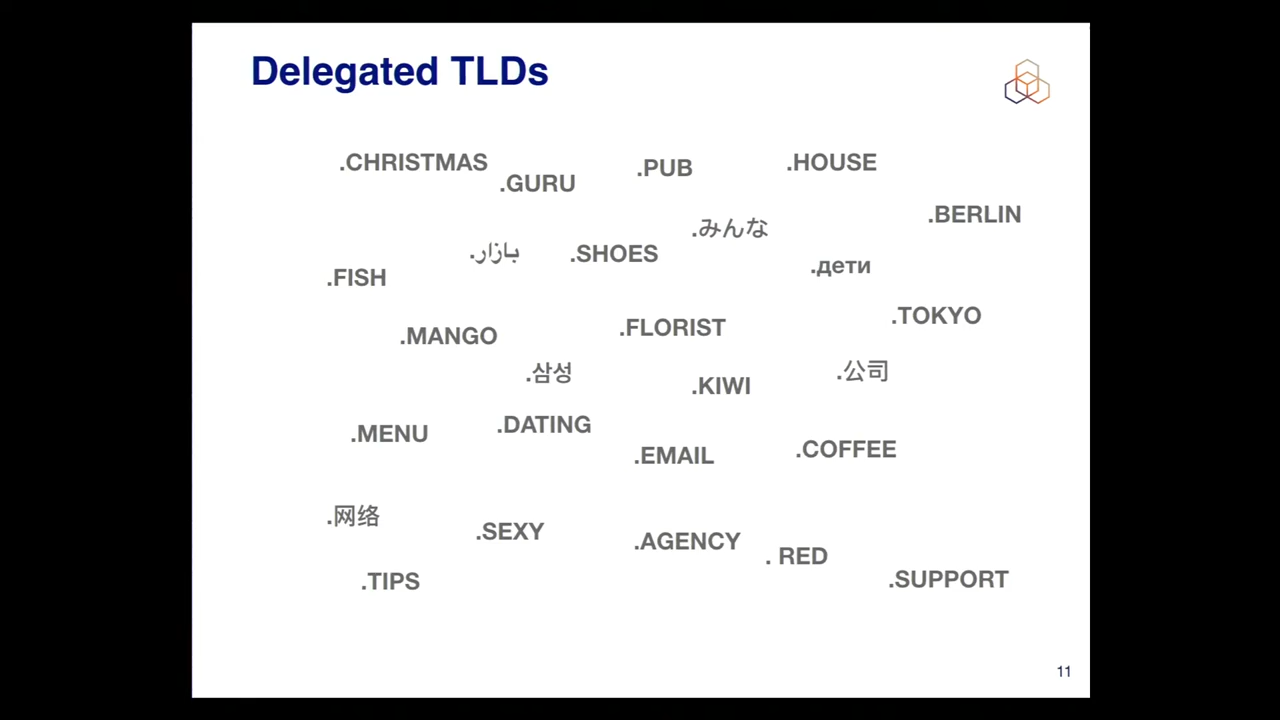 Delegated TLDs
.CHRISTMAS
.GURU
.PUB
.HOUSE
.BERLIN
.みんな
.بازار
.SHOES
.дети
.FISH
.TOKYO
.MANGO
.FLORIST
.삼성
.KIWI
.公司
.MENU
.DATING
.EMAIL
.COFFEE
.网络
.SEXY
.AGENCY
. RED
.TIPS
.SUPPORT
11